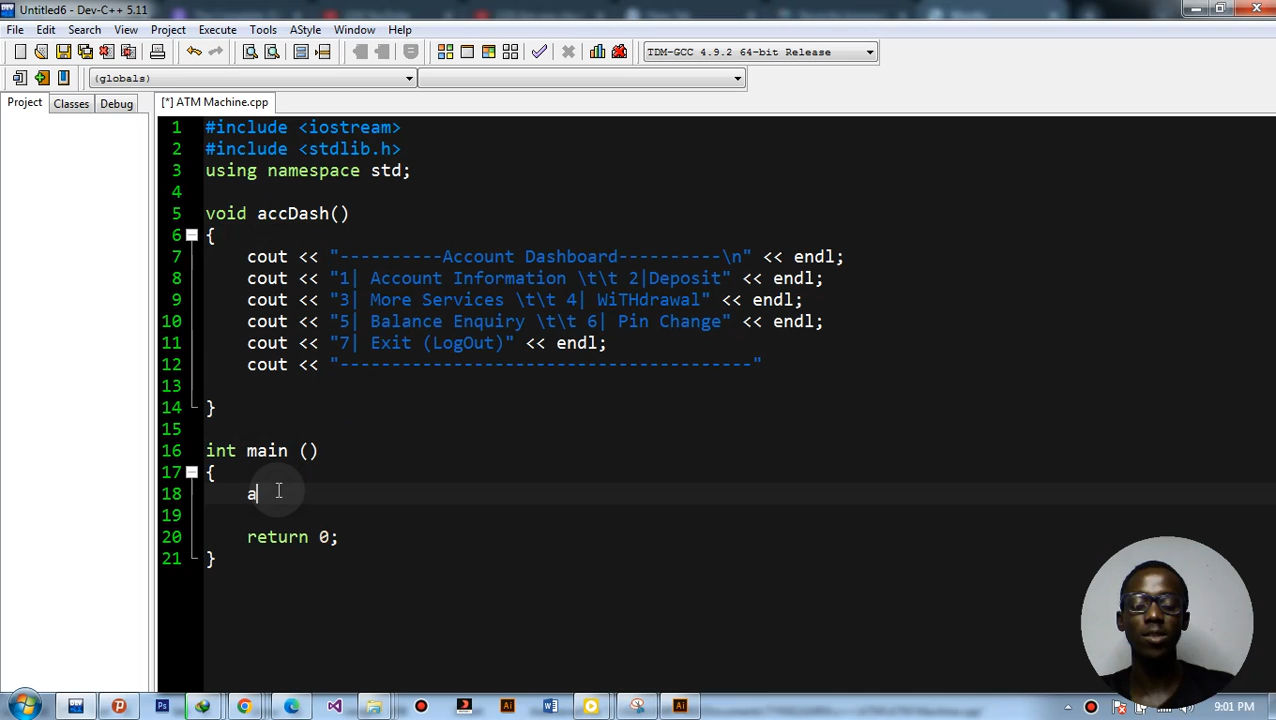 Untitled6 - Dev-C++ 5.11
File Edit Search View Project Execute Tools AStyle Window Help
TDM-GCC 4.9.2 64-bit Release
(globals)
Project Classes Debug [*] ATM Machine.cpp
1 #include <iostream>
2 #include <stdlib.h>
3 using namespace std;
4
5 void accDash()
6 {
7 cout << "----------Account Dashboard----------\n" << endl;
8 cout << "1| Account Information \t\t 2|Deposit" << endl;
9 cout << "3| More Services \t\t 4| WiTHdrawal" << endl;
10 cout << "5| Balance Enquiry \t\t 6| Pin Change" << endl;
11 cout << "7| Exit (LogOut)" << endl;
12 cout << "----------------------------------------"
13
14 }
15
16 int main ()
17 {
18 a
19
20 return 0;
21 }
9:01 PM